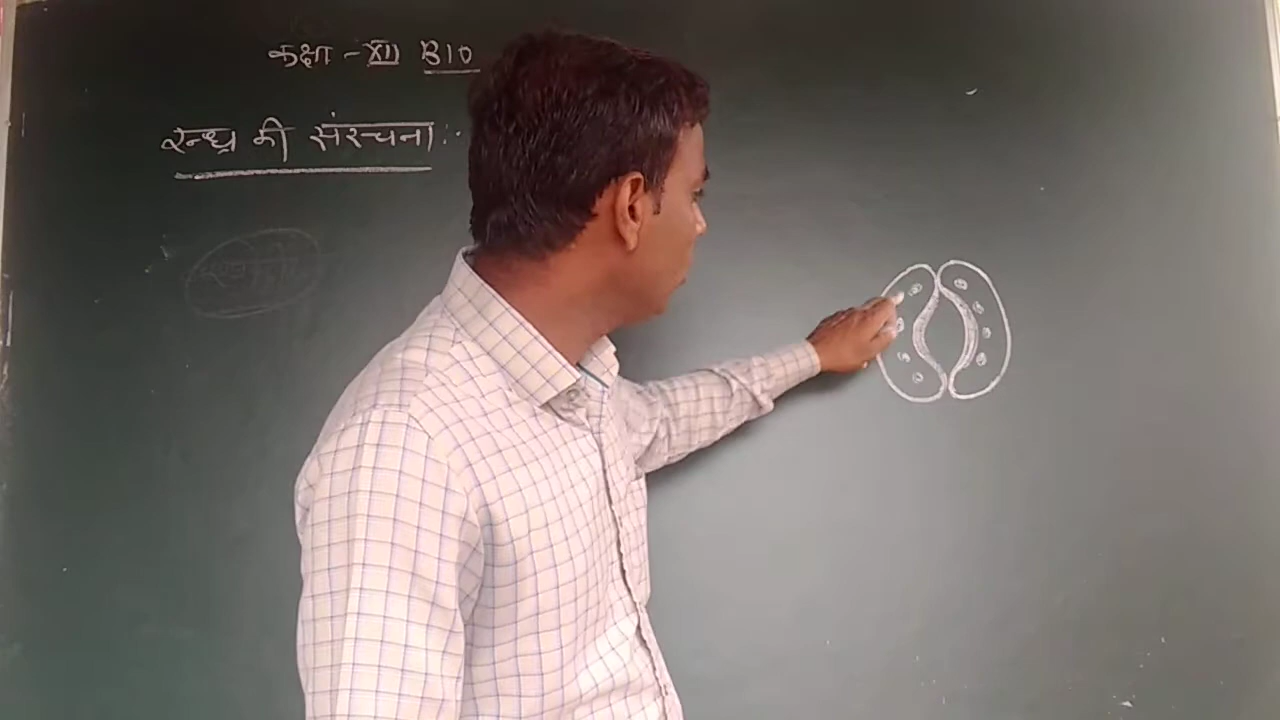 कक्षा - XII BIO
रन्ध्र की संरचना :-